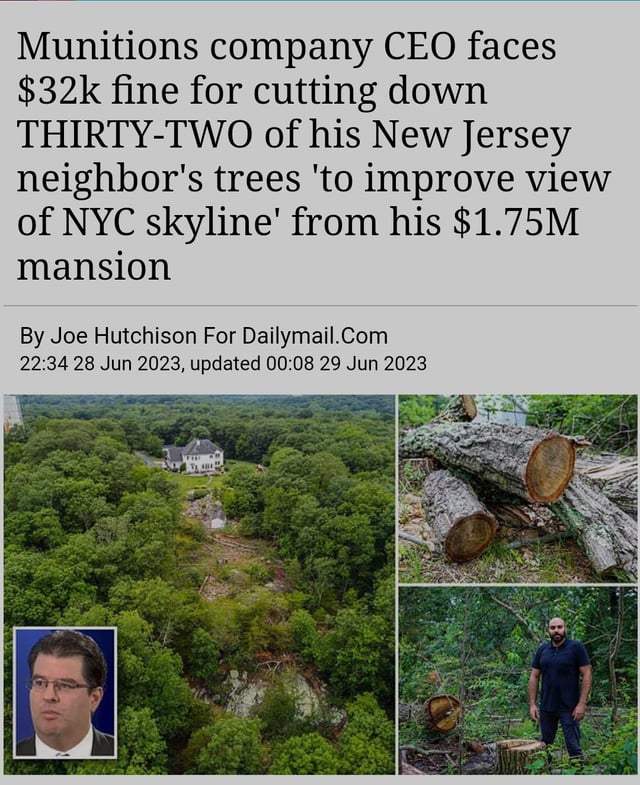 Munitions company CEO faces
$32k fine for cutting down
THIRTY-TWO of his New Jersey
neighbor's trees 'to improve view
of NYC skyline' from his $1.75M
mansion
By Joe Hutchison For Dailymail.Com
22:34 28 Jun 2023, updated 00:08 29 Jun 2023